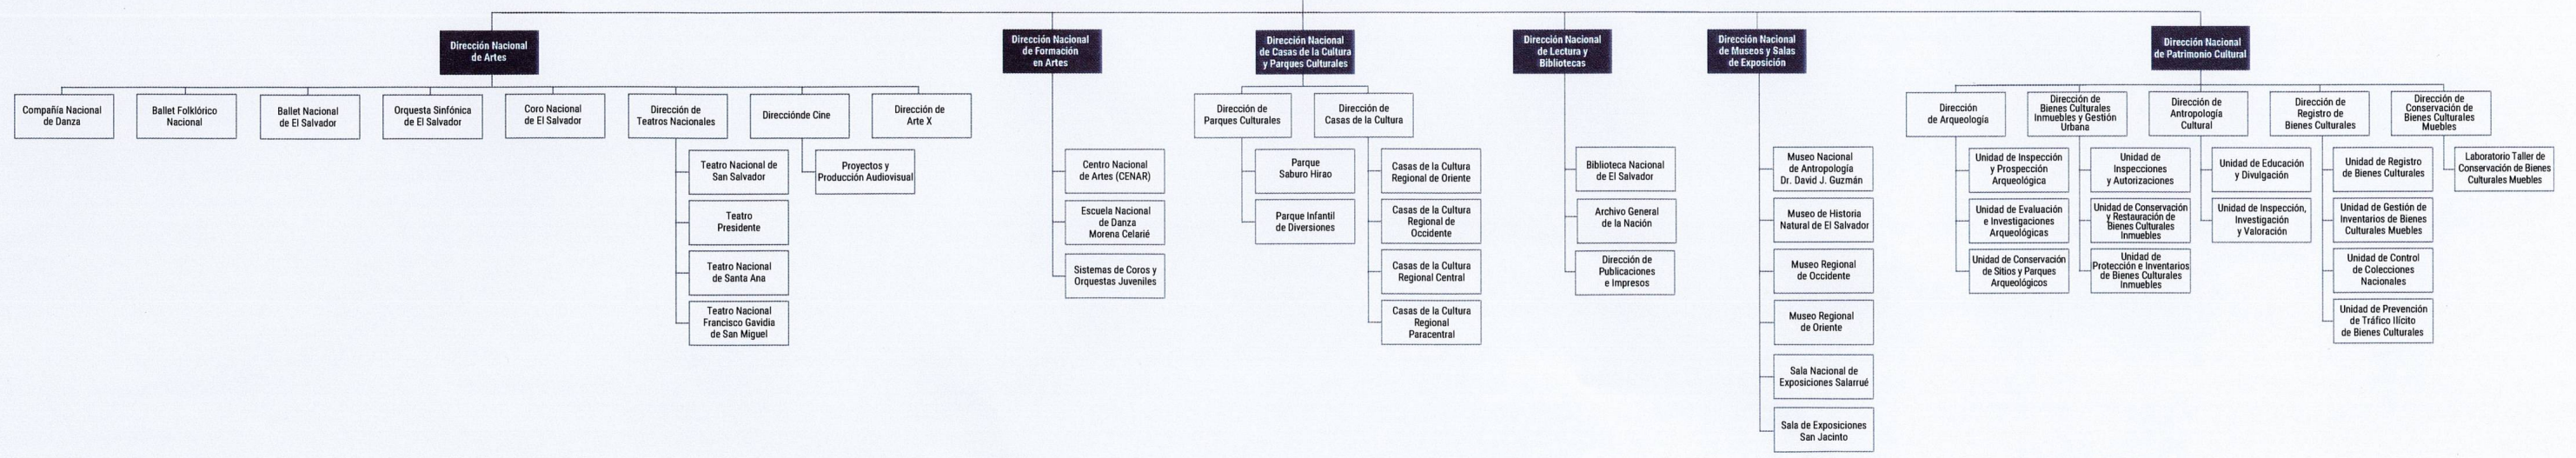 Dirección Nacional
de Artes
Dirección Nacional
de Formación
en Artes
Dirección Nacional
de Casas de la Cultura
y Parques Culturales
Dirección Nacional
de Lectura y
Bibliotecas
Dirección Nacional
de Museos y Salas
de Exposición
Dirección Nacional
de Patrimonio Cultural
Compañía Nacional
de Danza
Ballet Folklórico
Nacional
Ballet Nacional
de El Salvador
Orquesta Sinfónica
de El Salvador
Coro Nacional
de El Salvador
Dirección de
Teatros Nacionales
Direcciónde Cine
Dirección de
Arte X
Teatro Nacional de
San Salvador
Teatro
Presidente
Teatro Nacional
de Santa Ana
Teatro Nacional
Francisco Gavidia
de San Miguel
Proyectos y
Producción Audiovisual
Centro Nacional
de Artes (CENAR)
Escuela Nacional
de Danza
Morena Celarié
Sistemas de Coros y
Orquestas Juveniles
Dirección de
Parques Culturales
Dirección de
Casas de la Cultura
Parque
Saburo Hirao
Parque Infantil
de Diversiones
Casas de la Cultura
Regional de Oriente
Casas de la Cultura
Regional de
Occidente
Casas de la Cultura
Regional Central
Casas de la Cultura
Regional
Paracentral
Biblioteca Nacional
de El Salvador
Archivo General
de la Nación
Dirección de
Publicaciones
e Impresos
Museo Nacional
de Antropología
Dr. David J. Guzmán
Museo de Historia
Natural de El Salvador
Museo Regional
de Occidente
Museo Regional
de Oriente
Sala Nacional de
Exposiciones Salarrué
Sala de Exposiciones
San Jacinto
Dirección
de Arqueología
Dirección de
Bienes Culturales
Inmuebles y Gestión
Urbana
Dirección de
Antropología
Cultural
Dirección de
Registro de
Bienes Culturales
Dirección de
Conservación de
Bienes Culturales
Muebles
Unidad de Inspección
y Prospección
Arqueológica
Unidad de Evaluación
e Investigaciones
Arqueológicas
Unidad de Conservación
de Sitios y Parques
Arqueológicos
Unidad de
Inspecciones
y Autorizaciones
Unidad de Conservación
y Restauración de
Bienes Culturales
Inmuebles
Unidad de
Protección e Inventarios
de Bienes Culturales
Inmuebles
Unidad de Educación
y Divulgación
Unidad de Inspección,
Investigación
y Valoración
Unidad de Registro
de Bienes Culturales
Unidad de Gestión de
Inventarios de Bienes
Culturales Muebles
Unidad de Control
de Colecciones
Nacionales
Unidad de Prevención
de Tráfico Ilícito
de Bienes Culturales
Laboratorio Taller de
Conservación de Bienes
Culturales Muebles